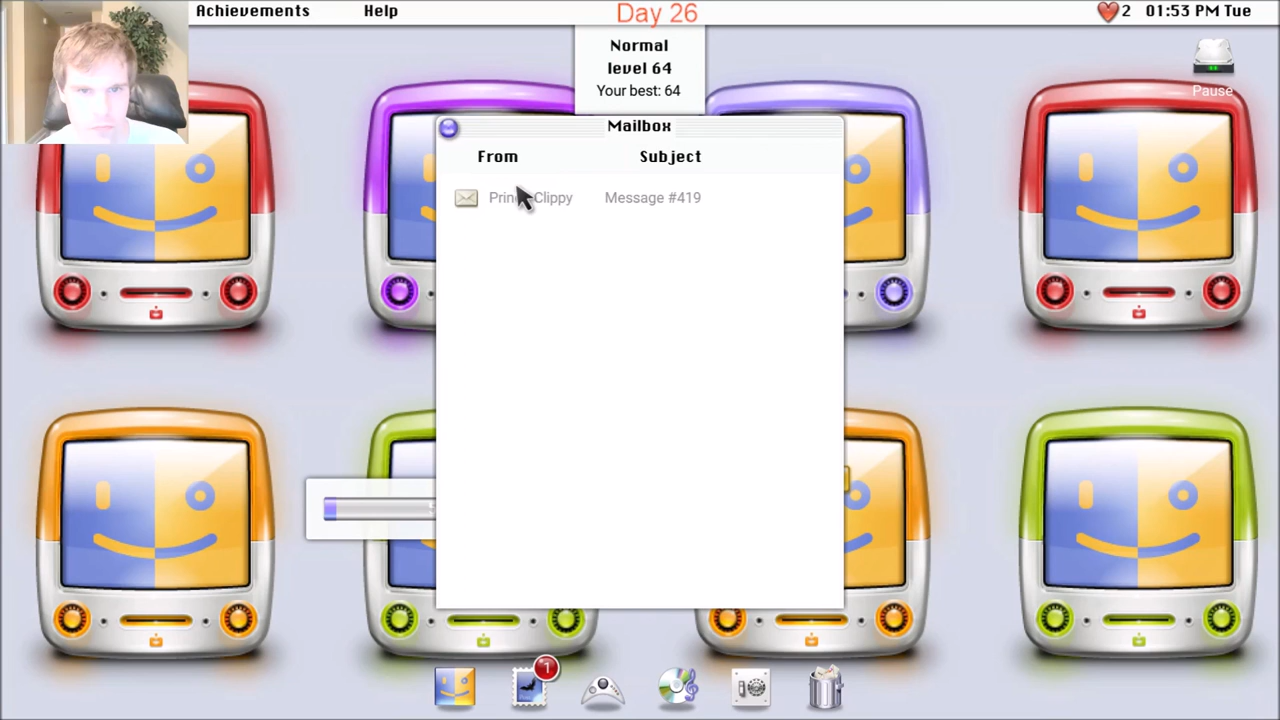 Achievements Help Day 26 2 01:53 PM Tue
Normal
level 64
Your best: 64
Pause
Mailbox
From Subject
Clippy Message #419
1